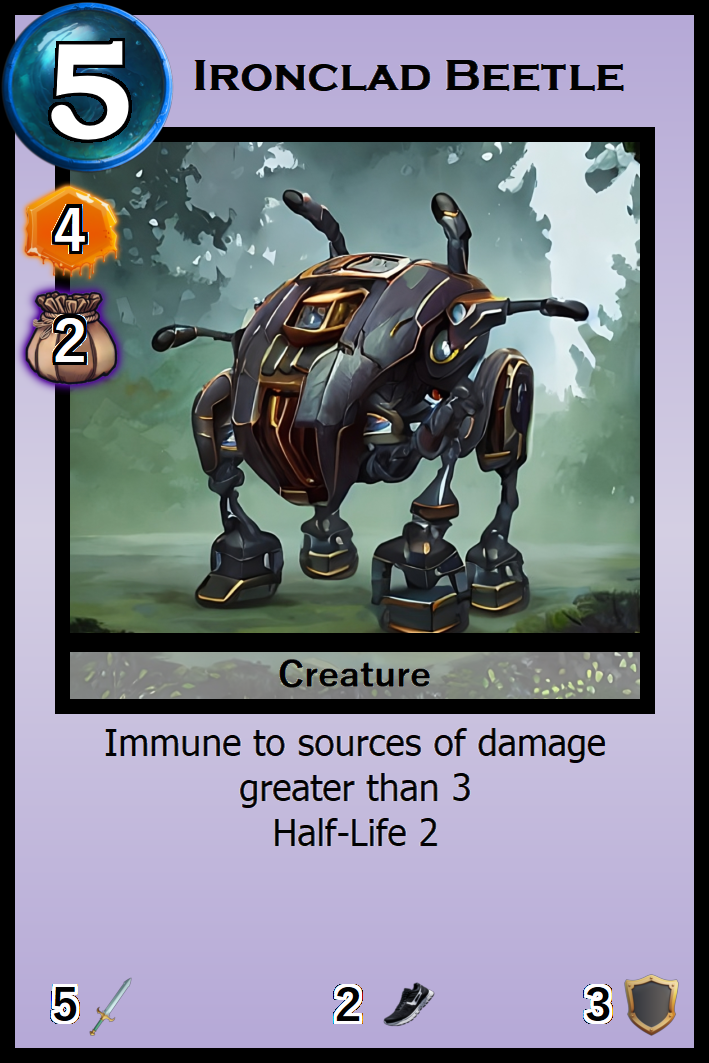 5
Ironclad Beetle
4
2
Creature
Immune to sources of damage
greater than 3
Half-Life 2
5 2 3